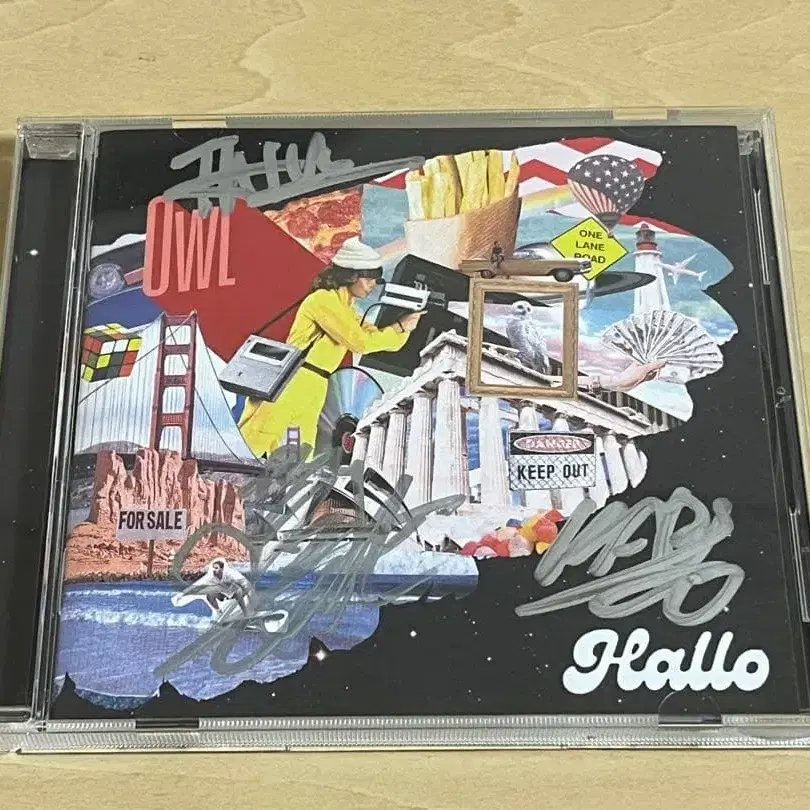 OWL
ONE
LANE
ROAD
DANGER
KEEP OUT
FOR SALE
Hallo